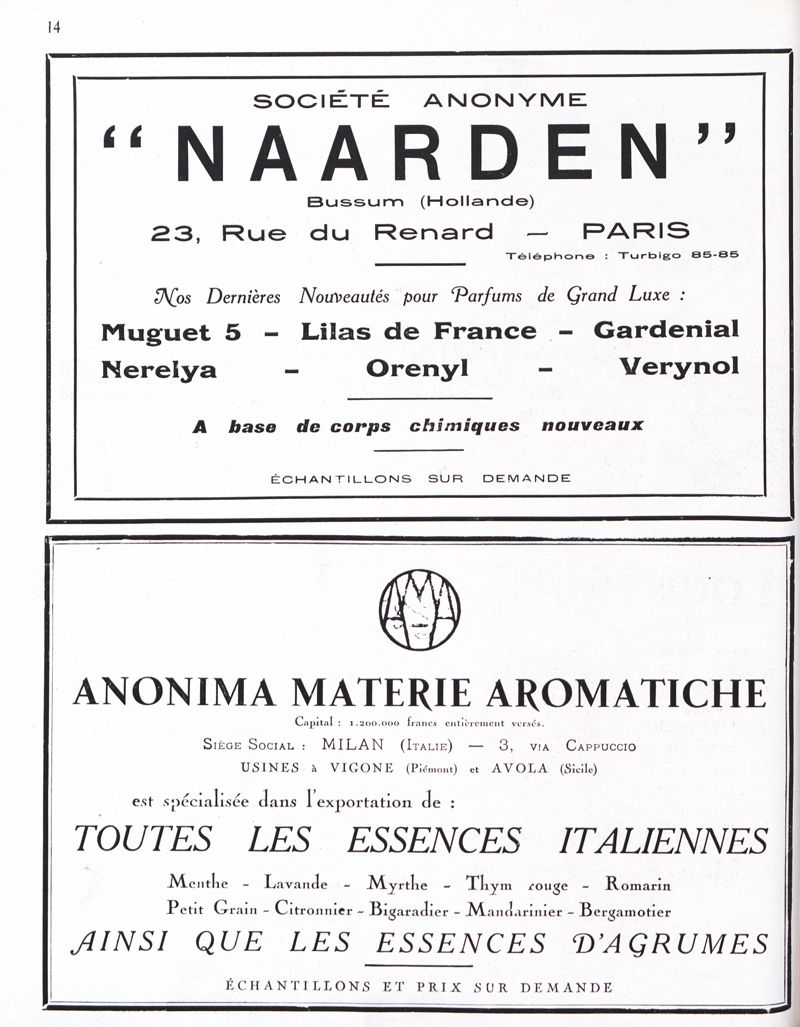 14
SOCIÉTÉ ANONYME
“NAARDEN”
Bussum (Hollande)
23, Rue du Renard — PARIS
Téléphone : Turbigo 85-85
Nos Dernières Nouveautés pour Parfums de Grand Luxe :
Muguet 5 – Lilas de France – Gardenial
Nerelya – Orenyl – Verynol
A base de corps chimiques nouveaux
ÉCHANTILLONS SUR DEMANDE
ANONIMA MATERIE AROMATICHE
Capital : 1.200.000 francs entièrement versés.
SIÈGE SOCIAL : MILAN (ITALIE) — 3, VIA CAPPUCCIO
USINES à VIGONE (Piémont) et AVOLA (Sicile)
est spécialisée dans l'exportation de :
TOUTES LES ESSENCES ITALIENNES
Menthe - Lavande - Myrthe - Thym rouge - Romarin
Petit Grain - Citronnier - Bigaradier - Mandarinier - Bergamotier
AINSI QUE LES ESSENCES D'AGRUMES
ÉCHANTILLONS ET PRIX SUR DEMANDE